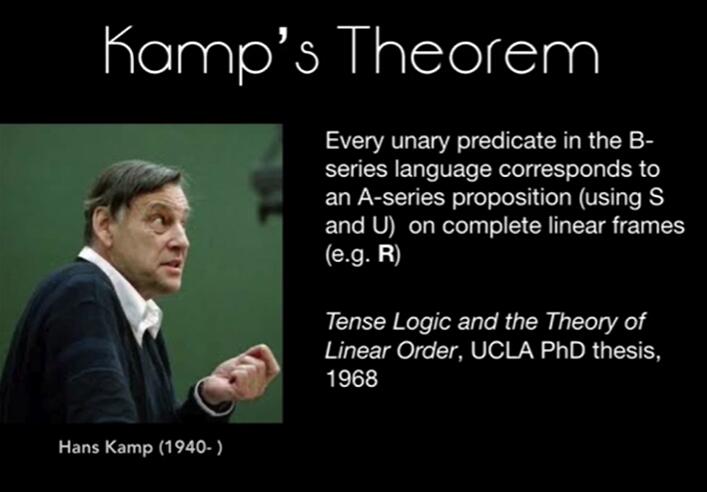 Kamp's Theorem
Every unary predicate in the B-
series language corresponds to
an A-series proposition (using S
and U) on complete linear frames
(e.g. R)
Tense Logic and the Theory of
Linear Order, UCLA PhD thesis,
1968
Hans Kamp (1940- )